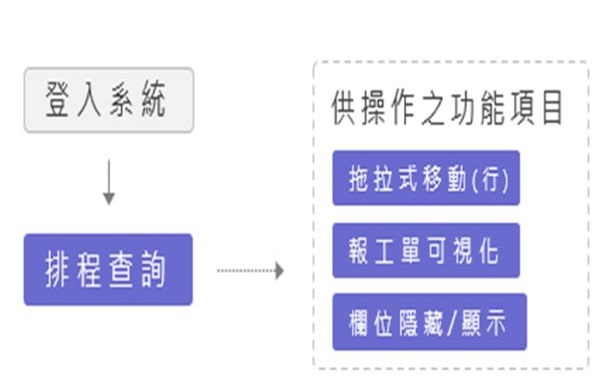 登入系統
排程查詢
供操作之功能項目
拖拉式移動(行)
報工單可視化
欄位隱藏/顯示